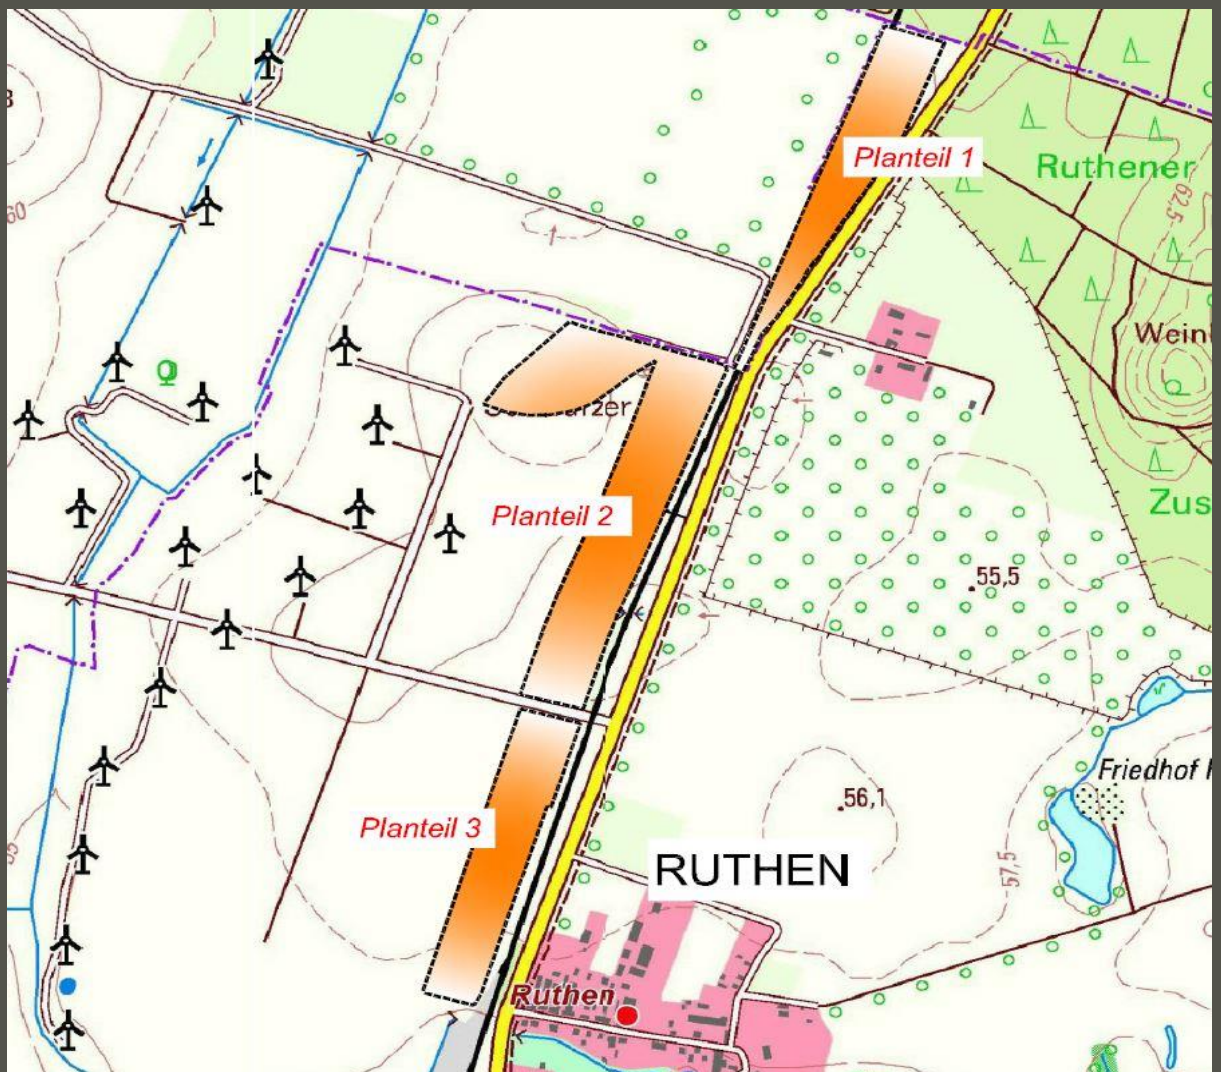 Planteil 1
Ruthener
62,5
60
Wein
Planteil 2
Zus
55,5
Friedhof
56,1
Planteil 3
57,5
RUTHEN
Ruthen